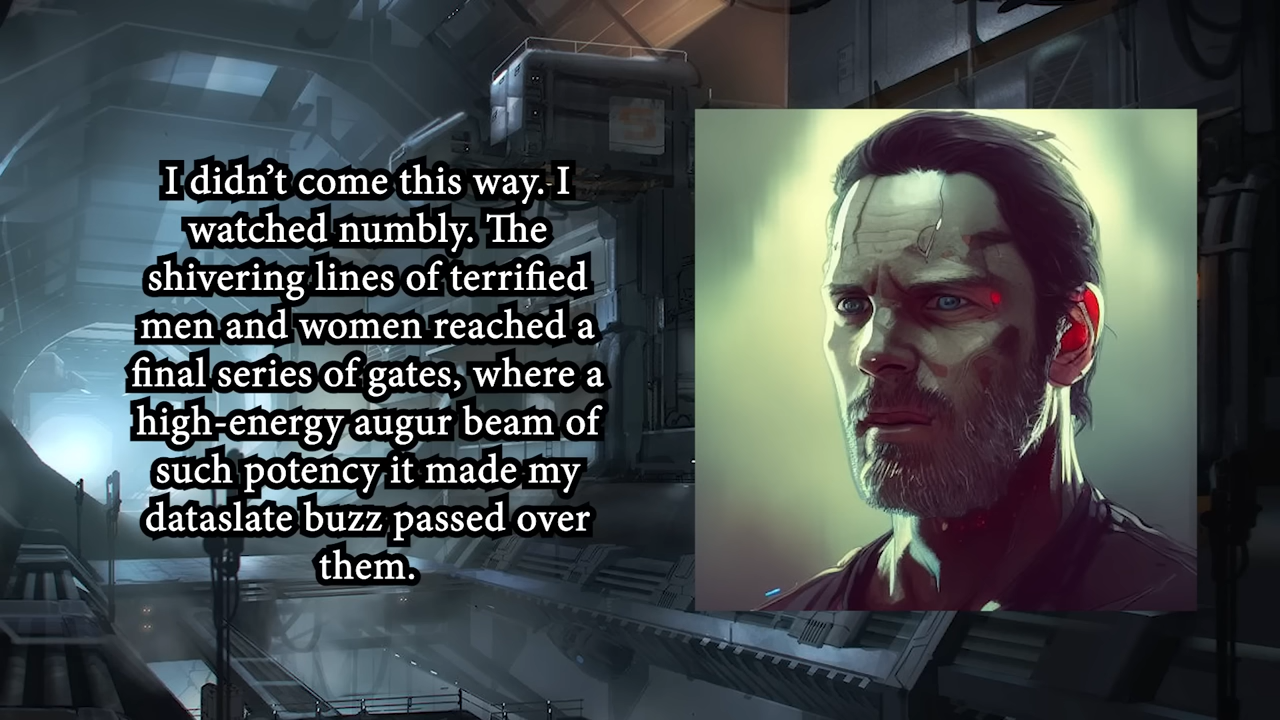 I didn’t come this way. I
watched numbly. The
shivering lines of terrified
men and women reached a
final series of gates, where a
high-energy augur beam of
such potency it made my
dataslate buzz passed over
them.